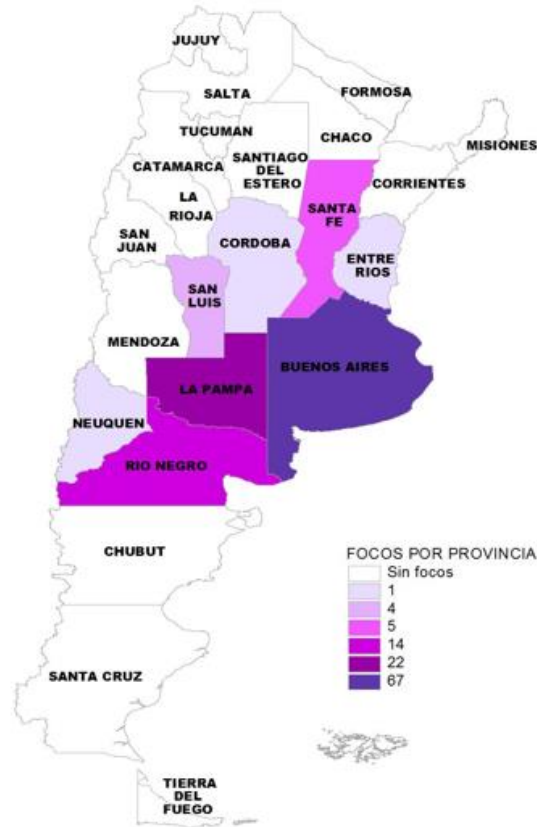 JUJUY
SALTA
FORMOSA
TUCUMAN
CHACO
MISIONES
CATAMARCA
SANTIAGO
DEL
ESTERO
CORRIENTES
LA
RIOJA
SANTA
FE
SAN
JUAN
CORDOBA
ENTRE
RIOS
SAN
LUIS
MENDOZA
BUENOS AIRES
LA PAMPA
NEUQUEN
RIO NEGRO
CHUBUT
SANTA CRUZ
TIERRA
DEL
FUEGO
FOCOS POR PROVINCIA
Sin focos
1
4
5
14
22
67